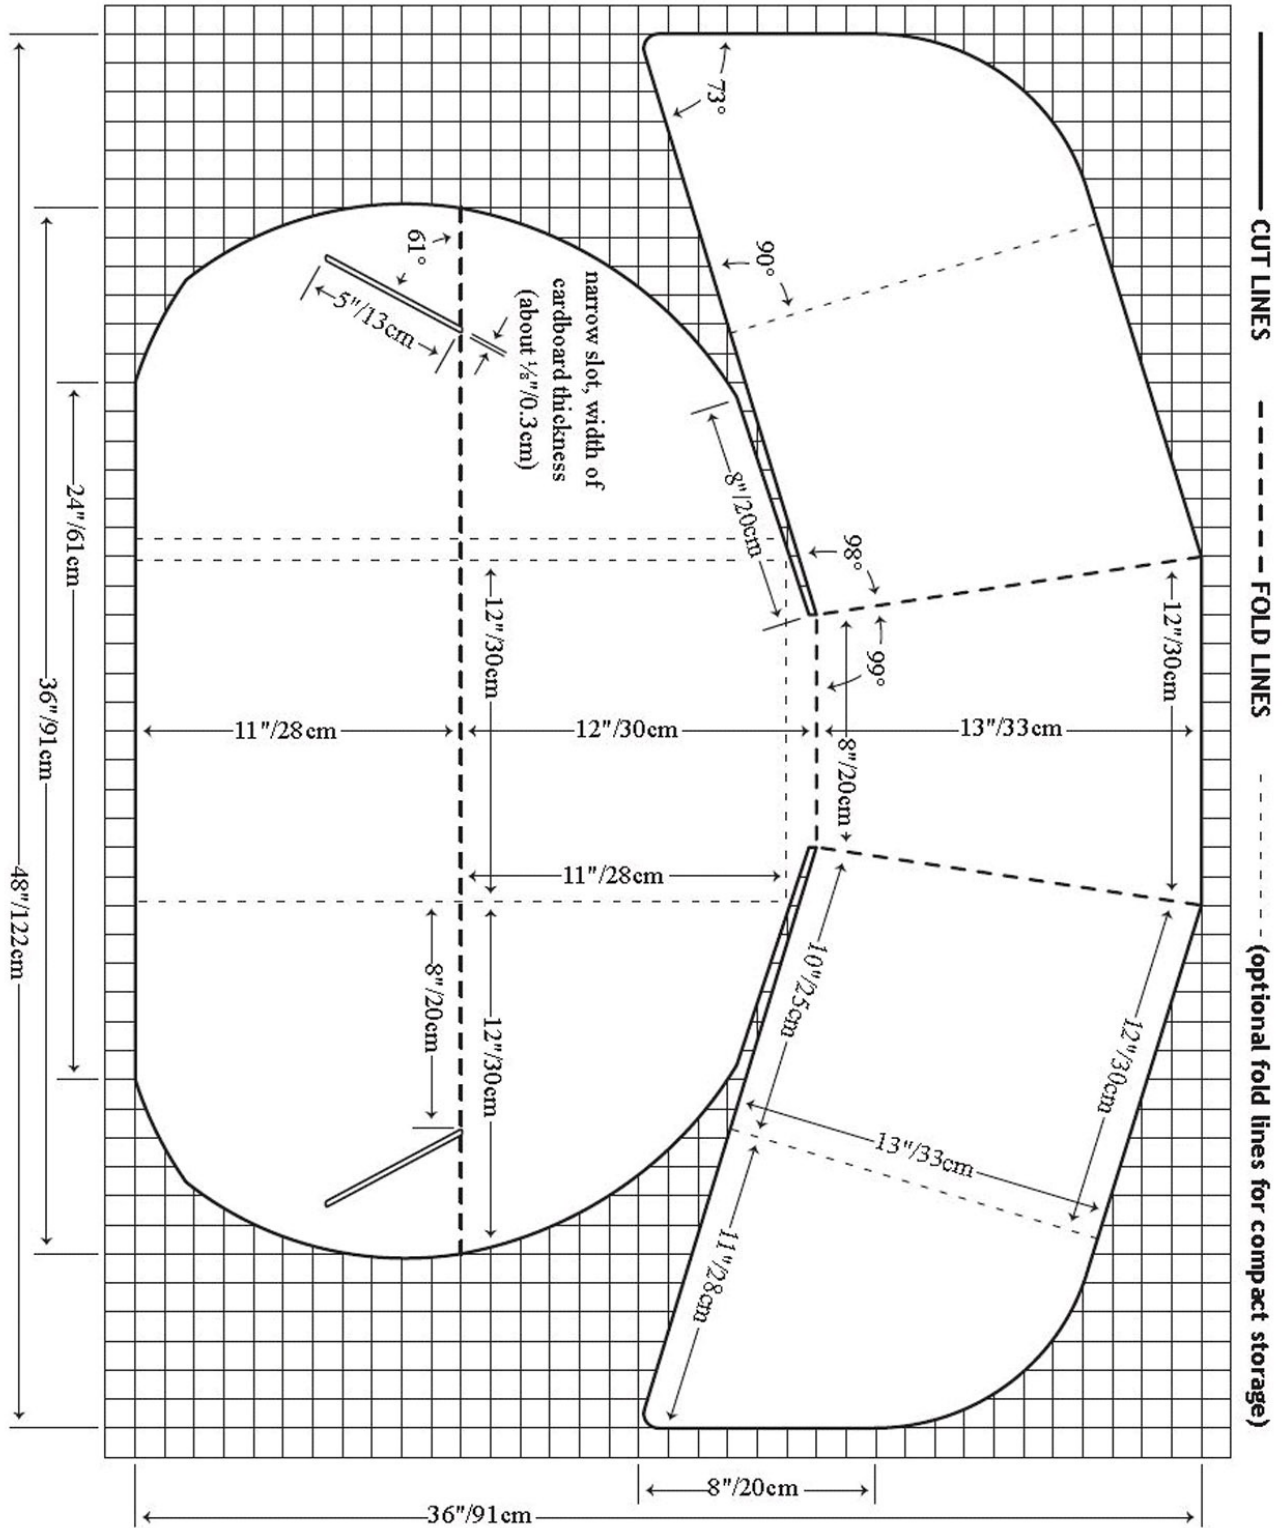 CUT LINES
FOLD LINES
(optional fold lines for compact storage)
73°
90°
61°
5"/13cm
narrow slot, width of
cardboard thickness
(about ⅛"/0.3cm)
8"/20cm
98°
99°
12"/30cm
24"/61cm
36"/91cm
48"/122cm
12"/30cm
11"/28cm
12"/30cm
13"/33cm
8"/20cm
11"/28cm
8"/20cm
12"/30cm
10"/25cm
12"/30cm
13"/33cm
11"/28cm
8"/20cm
36"/91cm